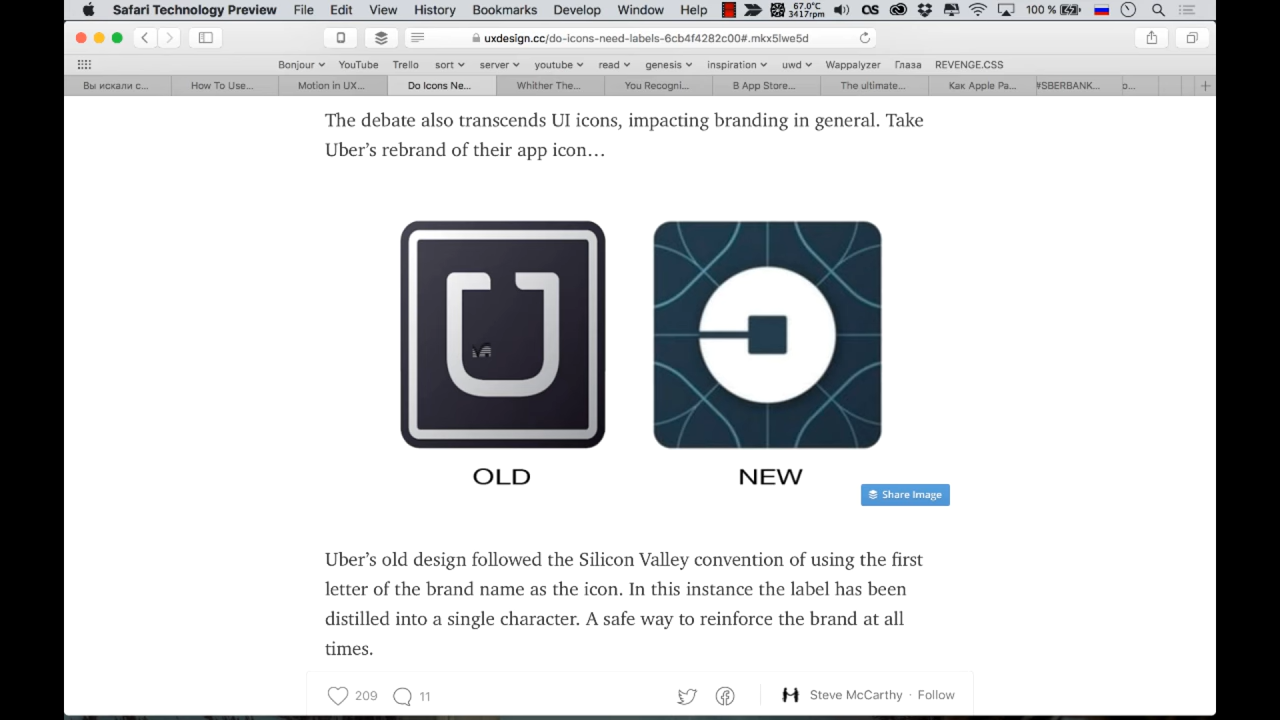 Safari Technology Preview File Edit View History Bookmarks Develop Window Help 67.0°C 3417rpm 100 %
uxdesign.cc/do-icons-need-labels-6cb4f4282c00#.mkx5lwe5d
Bonjour YouTube Trello sort server youtube read genesis inspiration uwd Wappalyzer Глаза REVENGE.CSS
Вы искали с... How To Use... Motion in UX... Do Icons Ne... Whither The... You Recogni... В App Store... The ultimate... Как Apple Pa... #SBERBANK...
The debate also transcends UI icons, impacting branding in general. Take
Uber’s rebrand of their app icon…
U
OLD NEW
Share Image
Uber’s old design followed the Silicon Valley convention of using the first
letter of the brand name as the icon. In this instance the label has been
distilled into a single character. A safe way to reinforce the brand at all
times.
209 11 Steve McCarthy · Follow